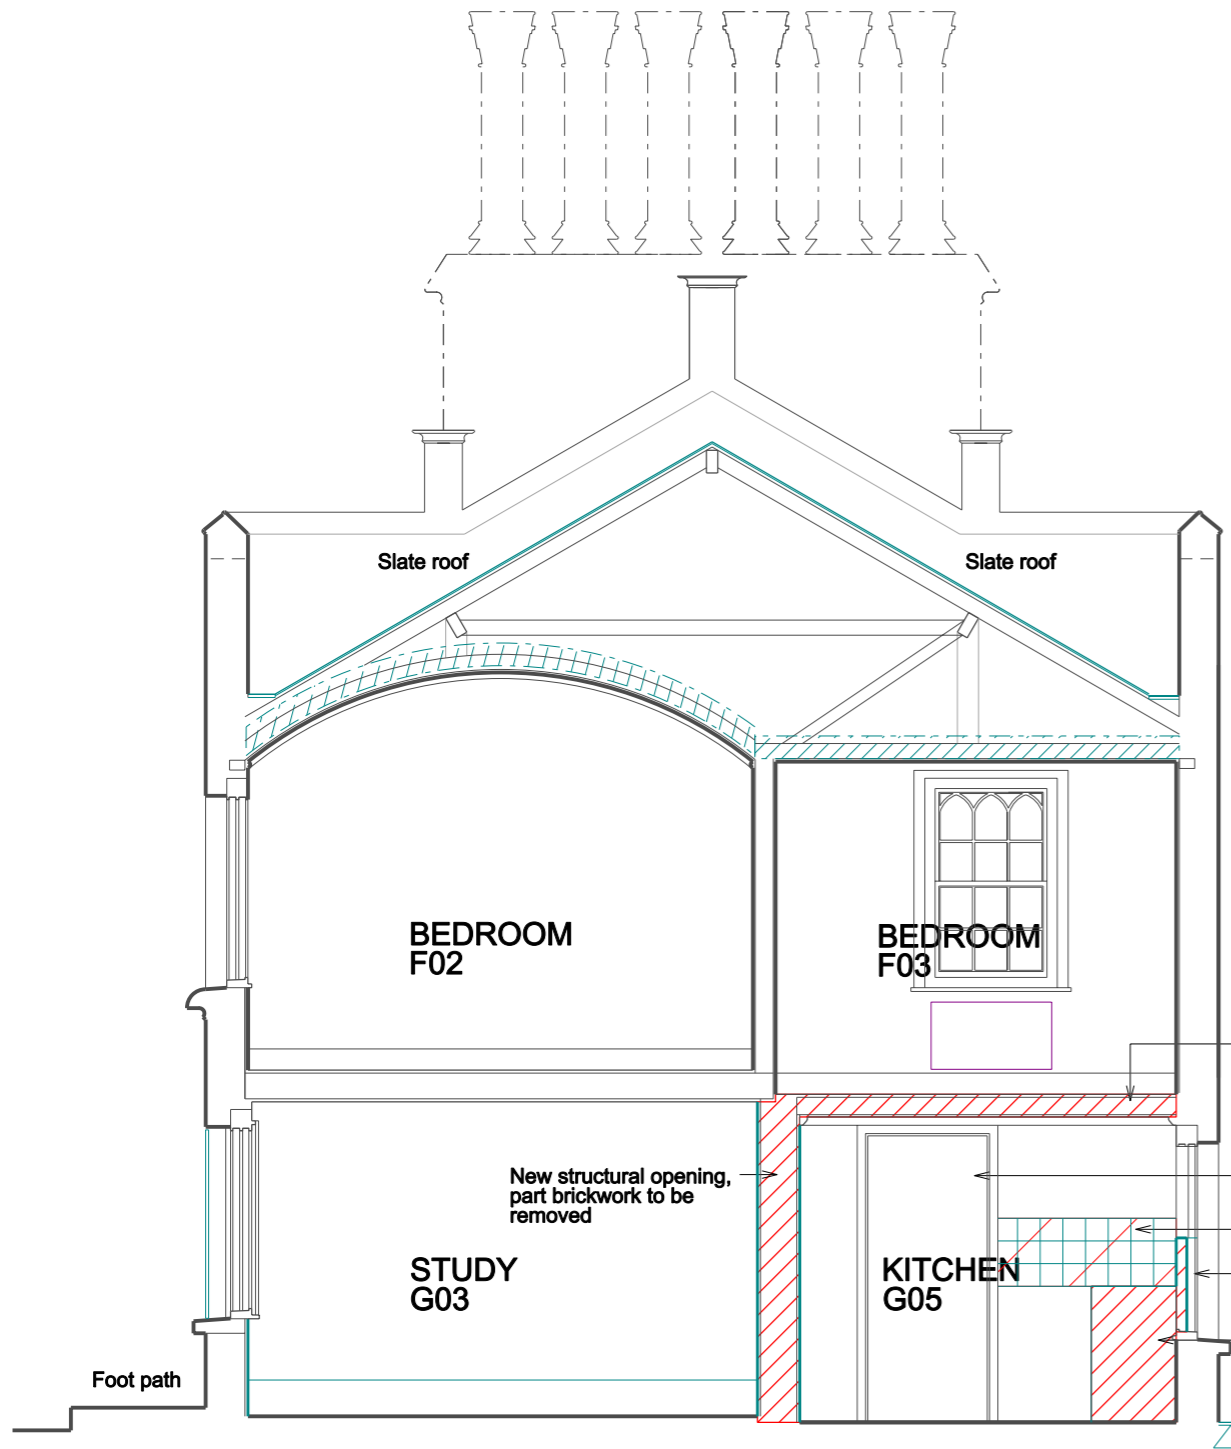 Slate roof
Slate roof
BEDROOM
F02
BEDROOM
F03
New structural opening,
part brickwork to be
removed
STUDY
G03
KITCHEN
G05
Foot path